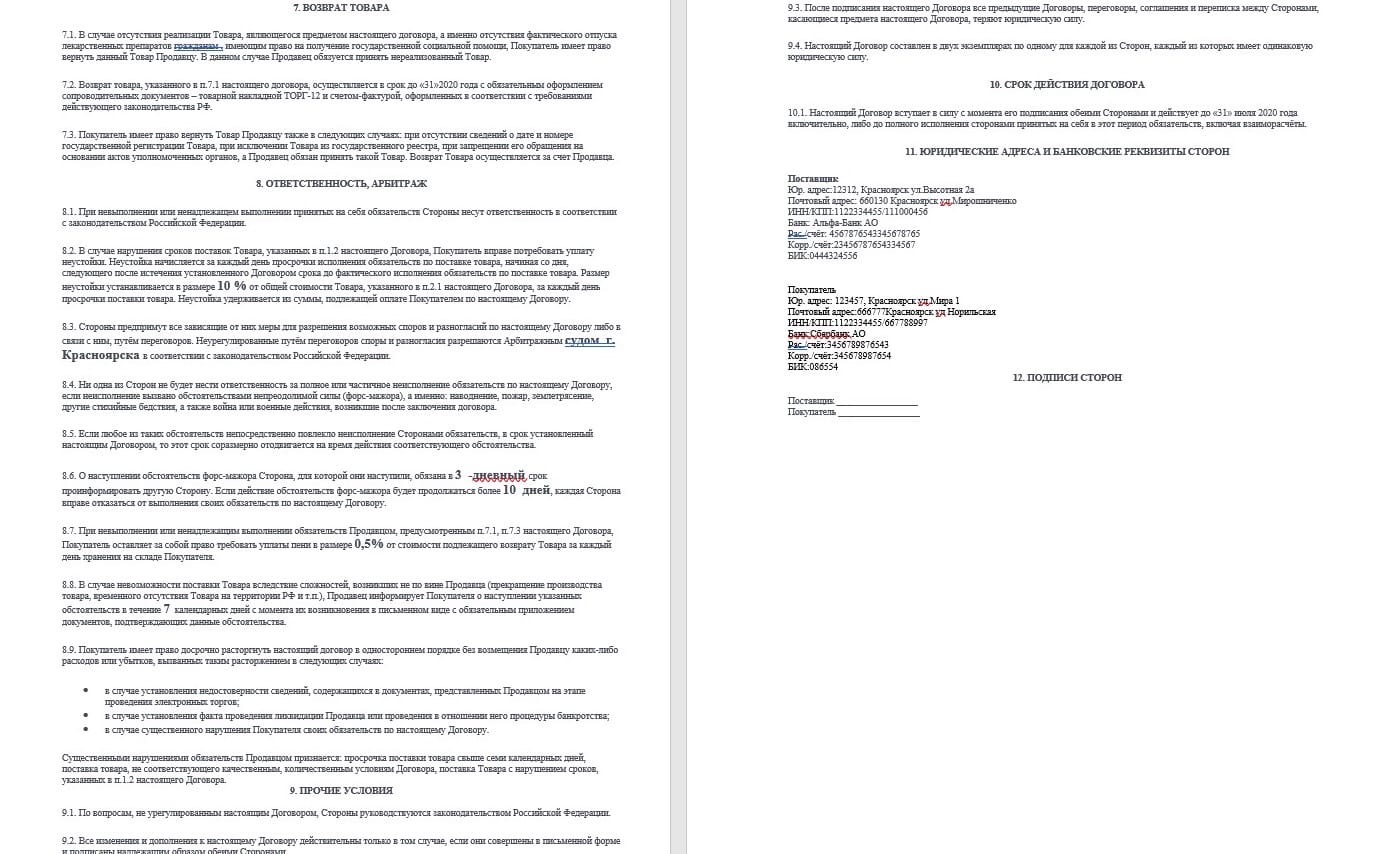 7. ВОЗВРАТ ТОВАРА
7.1. В случае отсутствия реализации Товара, являющегося предметом настоящего договора, а именно отсутствия фактического отпуска
лекарственных препаратов гражданам , имеющим право на получение государственной социальной помощи, Покупатель имеет право
вернуть данный Товар Продавцу. В данном случае Продавец обязуется принять нереализованный Товар.
7.2. Возврат товара, указанного в п.7.1 настоящего договора, осуществляется в срок до «31»2020 года с обязательным оформлением
сопроводительных документов – товарной накладной ТОРГ-12 и счетом-фактурой, оформленных в соответствии с требованиями
действующего законодательства РФ.
7.3. Покупатель имеет право вернуть Товар Продавцу также в следующих случаях: при отсутствии сведений о дате и номере
государственной регистрации Товара, при исключении Товара из государственного реестра, при запрещении его обращения на
основании актов уполномоченных органов, а Продавец обязан принять такой Товар. Возврат Товара осуществляется за счет Продавца.
8. ОТВЕТСТВЕННОСТЬ, АРБИТРАЖ
8.1. При невыполнении или ненадлежащем выполнении принятых на себя обязательств Стороны несут ответственность в соответствии
с законодательством Российской Федерации.
8.2. В случае нарушения сроков поставок Товара, указанных в п.1.2 настоящего Договора, Покупатель вправе потребовать уплату
неустойки. Неустойка начисляется за каждый день просрочки исполнения обязательств по поставке товара, начиная со дня,
следующего после истечения установленного Договором срока до фактического исполнения обязательств по поставке товара. Размер
неустойки устанавливается в размере 10 % от общей стоимости Товара, указанного в п.2.1 настоящего Договора, за каждый день
просрочки поставки товара. Неустойка удерживается из суммы, подлежащей оплате Покупателем по настоящему Договору.
8.3. Стороны предпримут все зависящие от них меры для разрешения возможных споров и разногласий по настоящему Договору либо в
связи с ним, путём переговоров. Неурегулированные путём переговоров споры и разногласия разрешаются Арбитражным судом г.
Красноярска в соответствии с законодательством Российской Федерации.
8.4. Ни одна из Сторон не будет нести ответственность за полное или частичное неисполнение обязательств по настоящему Договору,
если неисполнение вызвано обстоятельствами непреодолимой силы (форс-мажора), а именно: наводнение, пожар, землетрясение,
другие стихийные бедствия, а также война или военные действия, возникшие после заключения договора.
8.5. Если любое из таких обстоятельств непосредственно повлекло неисполнение Сторонами обязательств, в срок установленный
настоящим Договором, то этот срок соразмерно отодвигается на время действия соответствующего обстоятельства.
8.6. О наступлении обстоятельств форс-мажора Сторона, для которой они наступили, обязана в 3 -дневный срок
проинформировать другую Сторону. Если действие обстоятельств форс-мажора будет продолжаться более 10 дней, каждая Сторона
вправе отказаться от выполнения своих обязательств по настоящему Договору.
8.7. При невыполнении или ненадлежащим выполнении обязательств Продавцом, предусмотренным п.7.1, п.7.3 настоящего Договора,
Покупатель оставляет за собой право требовать уплаты пени в размере 0,5% от стоимости подлежащего возврату Товара за каждый
день хранения на складе Покупателя.
8.8. В случае невозможности поставки Товара вследствие сложностей, возникших не по вине Продавца (прекращение производства
товара, временного отсутствия Товара на территории РФ и т.п.), Продавец информирует Покупателя о наступлении указанных
обстоятельств в течение 7 календарных дней с момента их возникновения в письменном виде с обязательным приложением
документов, подтверждающих данные обстоятельства.
8.9. Покупатель имеет право досрочно расторгнуть настоящий договор в одностороннем порядке без возмещения Продавцу каких-либо
расходов или убытков, вызванных таким расторжением в следующих случаях:
• в случае установления недостоверности сведений, содержащихся в документах, представленных Продавцом на этапе
проведения электронных торгов;
• в случае установления факта проведения ликвидации Продавца или проведения в отношении него процедуры банкротства;
• в случае существенного нарушения Покупателя своих обязательств по настоящему Договору.
Существенными нарушениями обязательств Продавцом признается: просрочка поставки товара свыше семи календарных дней,
поставка товара, не соответствующего качественным, количественным условиям Договора, поставка Товара с нарушением сроков,
указанных в п.1.2 настоящего Договора.
9. ПРОЧИЕ УСЛОВИЯ
9.1. По вопросам, не урегулированным настоящим Договором, Стороны руководствуются законодательством Российской Федерации.
9.2. Все изменения и дополнения к настоящему Договору действительны только в том случае, если они совершены в письменной форме
и подписаны надлежащим образом обеими Сторонами.
9.3. После подписания настоящего Договора все предыдущие Договоры, переговоры, соглашения и переписка между Сторонами,
касающиеся предмета настоящего Договора, теряют юридическую силу.
9.4. Настоящий Договор составлен в двух экземплярах по одному для каждой из Сторон, каждый из которых имеет одинаковую
юридическую силу.
10. СРОК ДЕЙСТВИЯ ДОГОВОРА
10.1. Настоящий Договор вступает в силу с момента его подписания обеими Сторонами и действует до «31» июля 2020 года
включительно, либо до полного исполнения сторонами принятых на себя в этот период обязательств, включая взаиморасчёты.
11. ЮРИДИЧЕСКИЕ АДРЕСА И БАНКОВСКИЕ РЕКВИЗИТЫ СТОРОН
Поставщик:
Юр. адрес:12312, Красноярск ул.Высотная 2а
Почтовый адрес: 660130 Красноярск ул.Мирошниченко
ИНН/КПП:1122334455/111000456
Банк: Альфа-Банк АО
Рас./счёт: 4567876543345678765
Корр./счёт:23456787654334567
БИК:0444324556
Покупатель
Юр. адрес: 123457, Красноярск ул.Мира 1
Почтовый адрес:666777Красноярск ул Норильская
ИНН/КПП:1122334455/667788997
Банк:Сбербанк АО
Рас./счёт:3456789876543
Корр./счёт:345678987654
БИК:086554
12. ПОДПИСИ СТОРОН
Поставщик__________________
Покупатель __________________